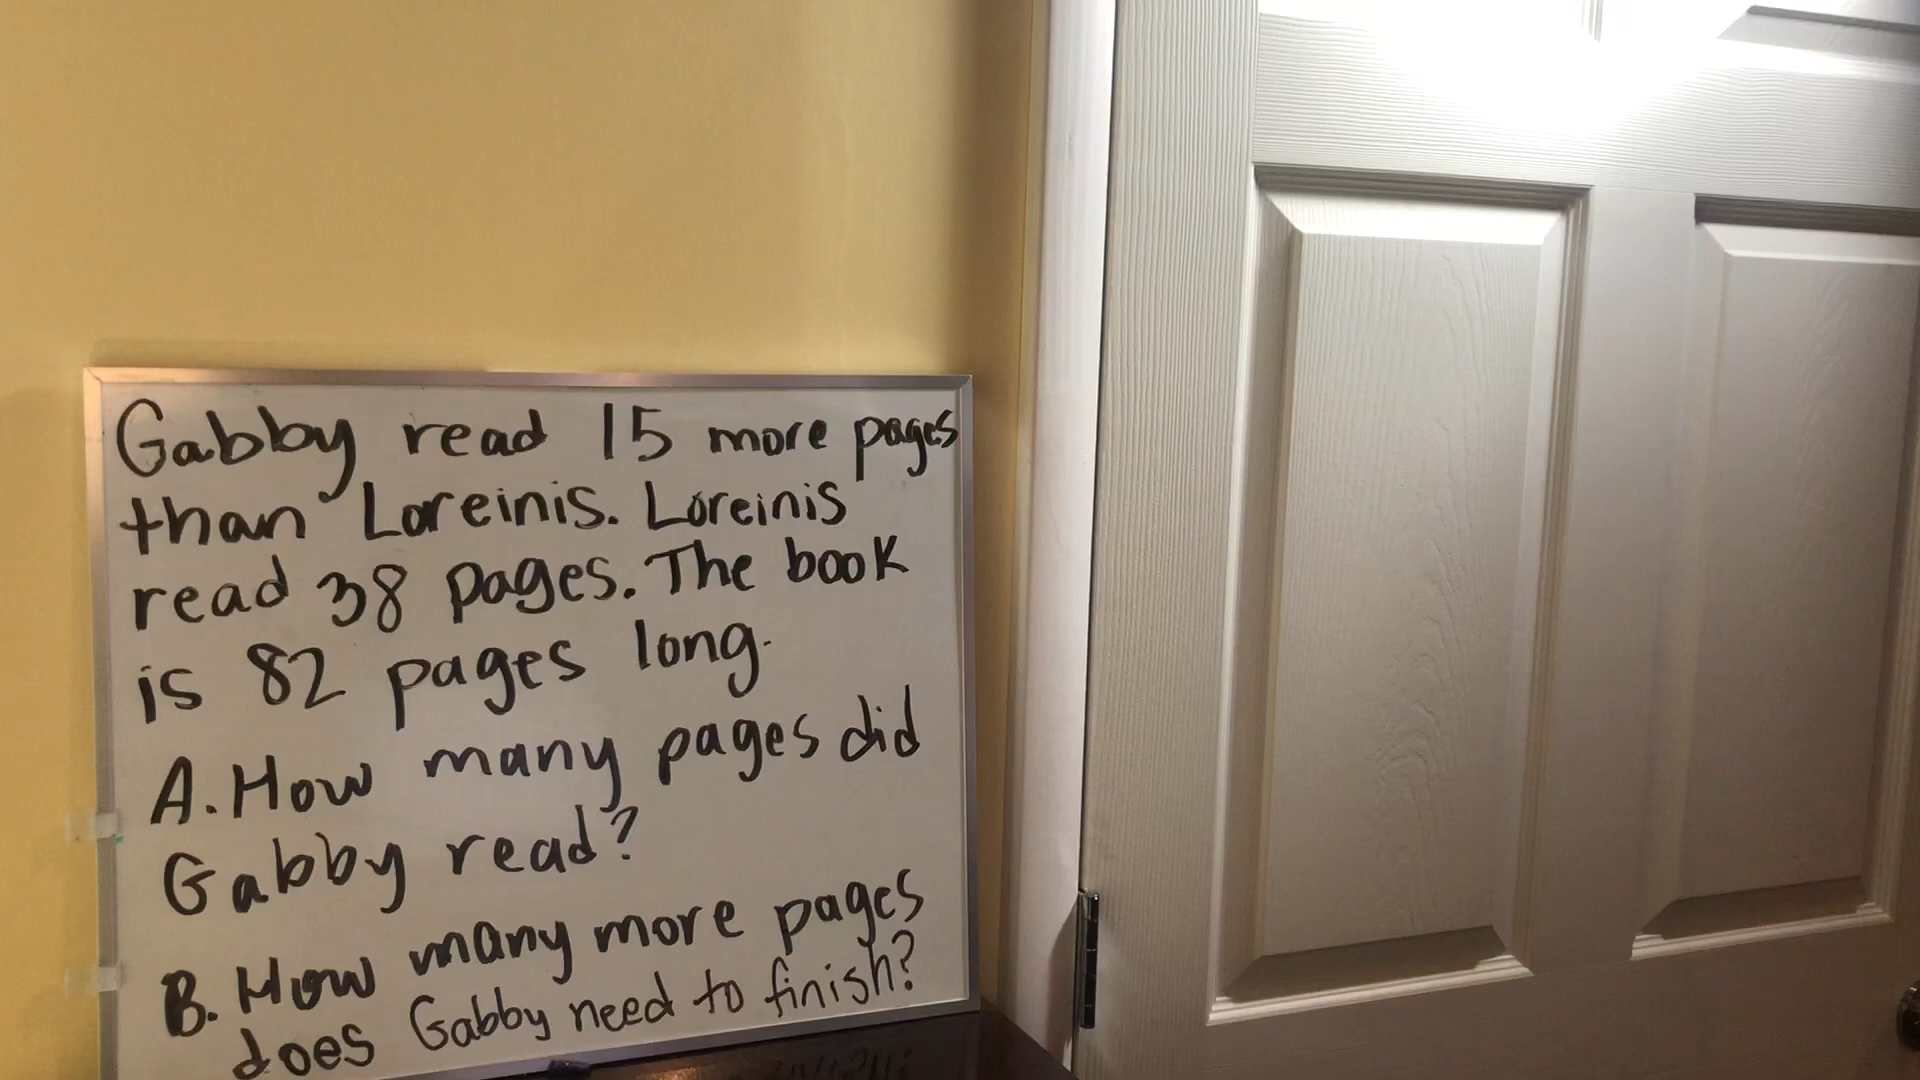 Gabby read 15 more pages
than Loreinis. Loreinis
read 38 pages. The book
is 82 pages long.
A. How many pages did
Gabby read?
B. How many more pages
does Gabby need to finish?